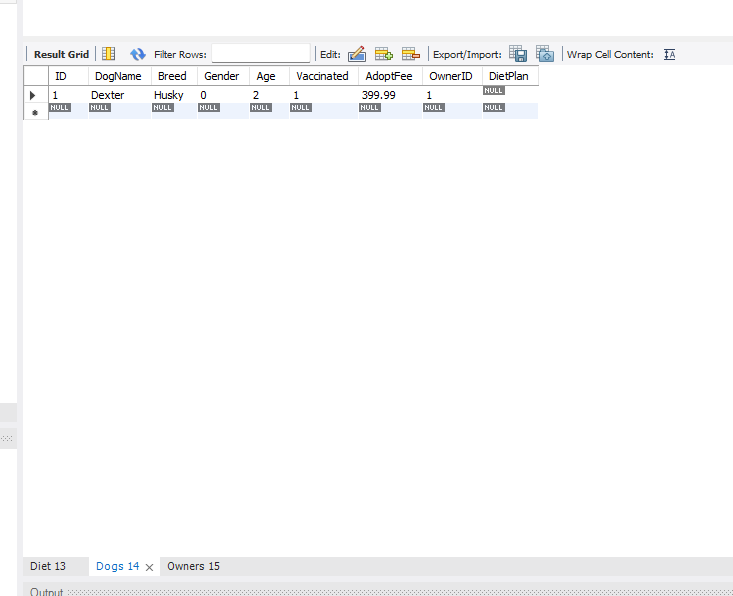 Result Grid Filter Rows: Edit: Export/Import: Wrap Cell Content: IA
ID DogName Breed Gender Age Vaccinated AdoptFee OwnerID DietPlan
1 Dexter Husky 0 2 1 399.99 1 NULL
NULL NULL NULL NULL NULL NULL NULL NULL NULL
Diet 13 Dogs 14 Owners 15
Output